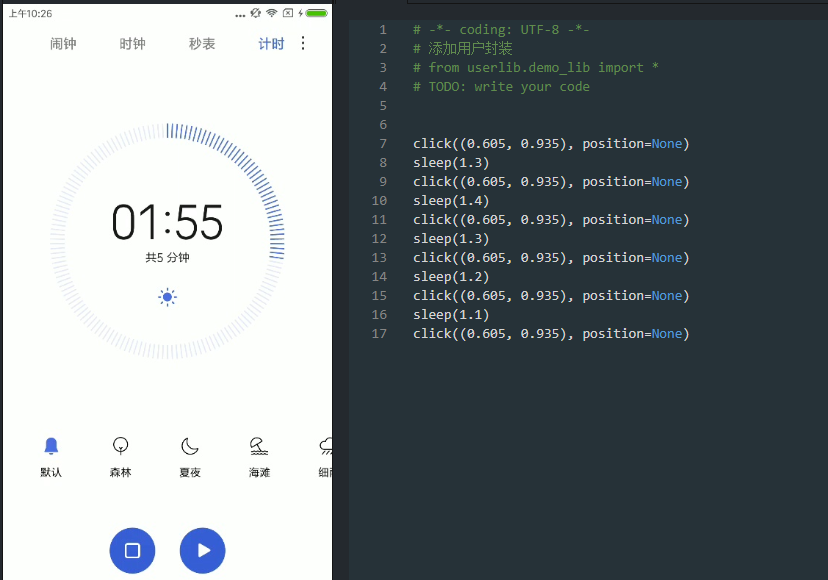 上午10:26
闹钟 时钟 秒表 计时
01:55
共5 分钟
默认 森林 夏夜 海滩 细雨
1 # -*- coding: UTF-8 -*-
2 # 添加用户封装
3 # from userlib.demo_lib import *
4 # TODO: write your code
5
6
7 click((0.605, 0.935), position=None)
8 sleep(1.3)
9 click((0.605, 0.935), position=None)
10 sleep(1.4)
11 click((0.605, 0.935), position=None)
12 sleep(1.3)
13 click((0.605, 0.935), position=None)
14 sleep(1.2)
15 click((0.605, 0.935), position=None)
16 sleep(1.1)
17 click((0.605, 0.935), position=None)